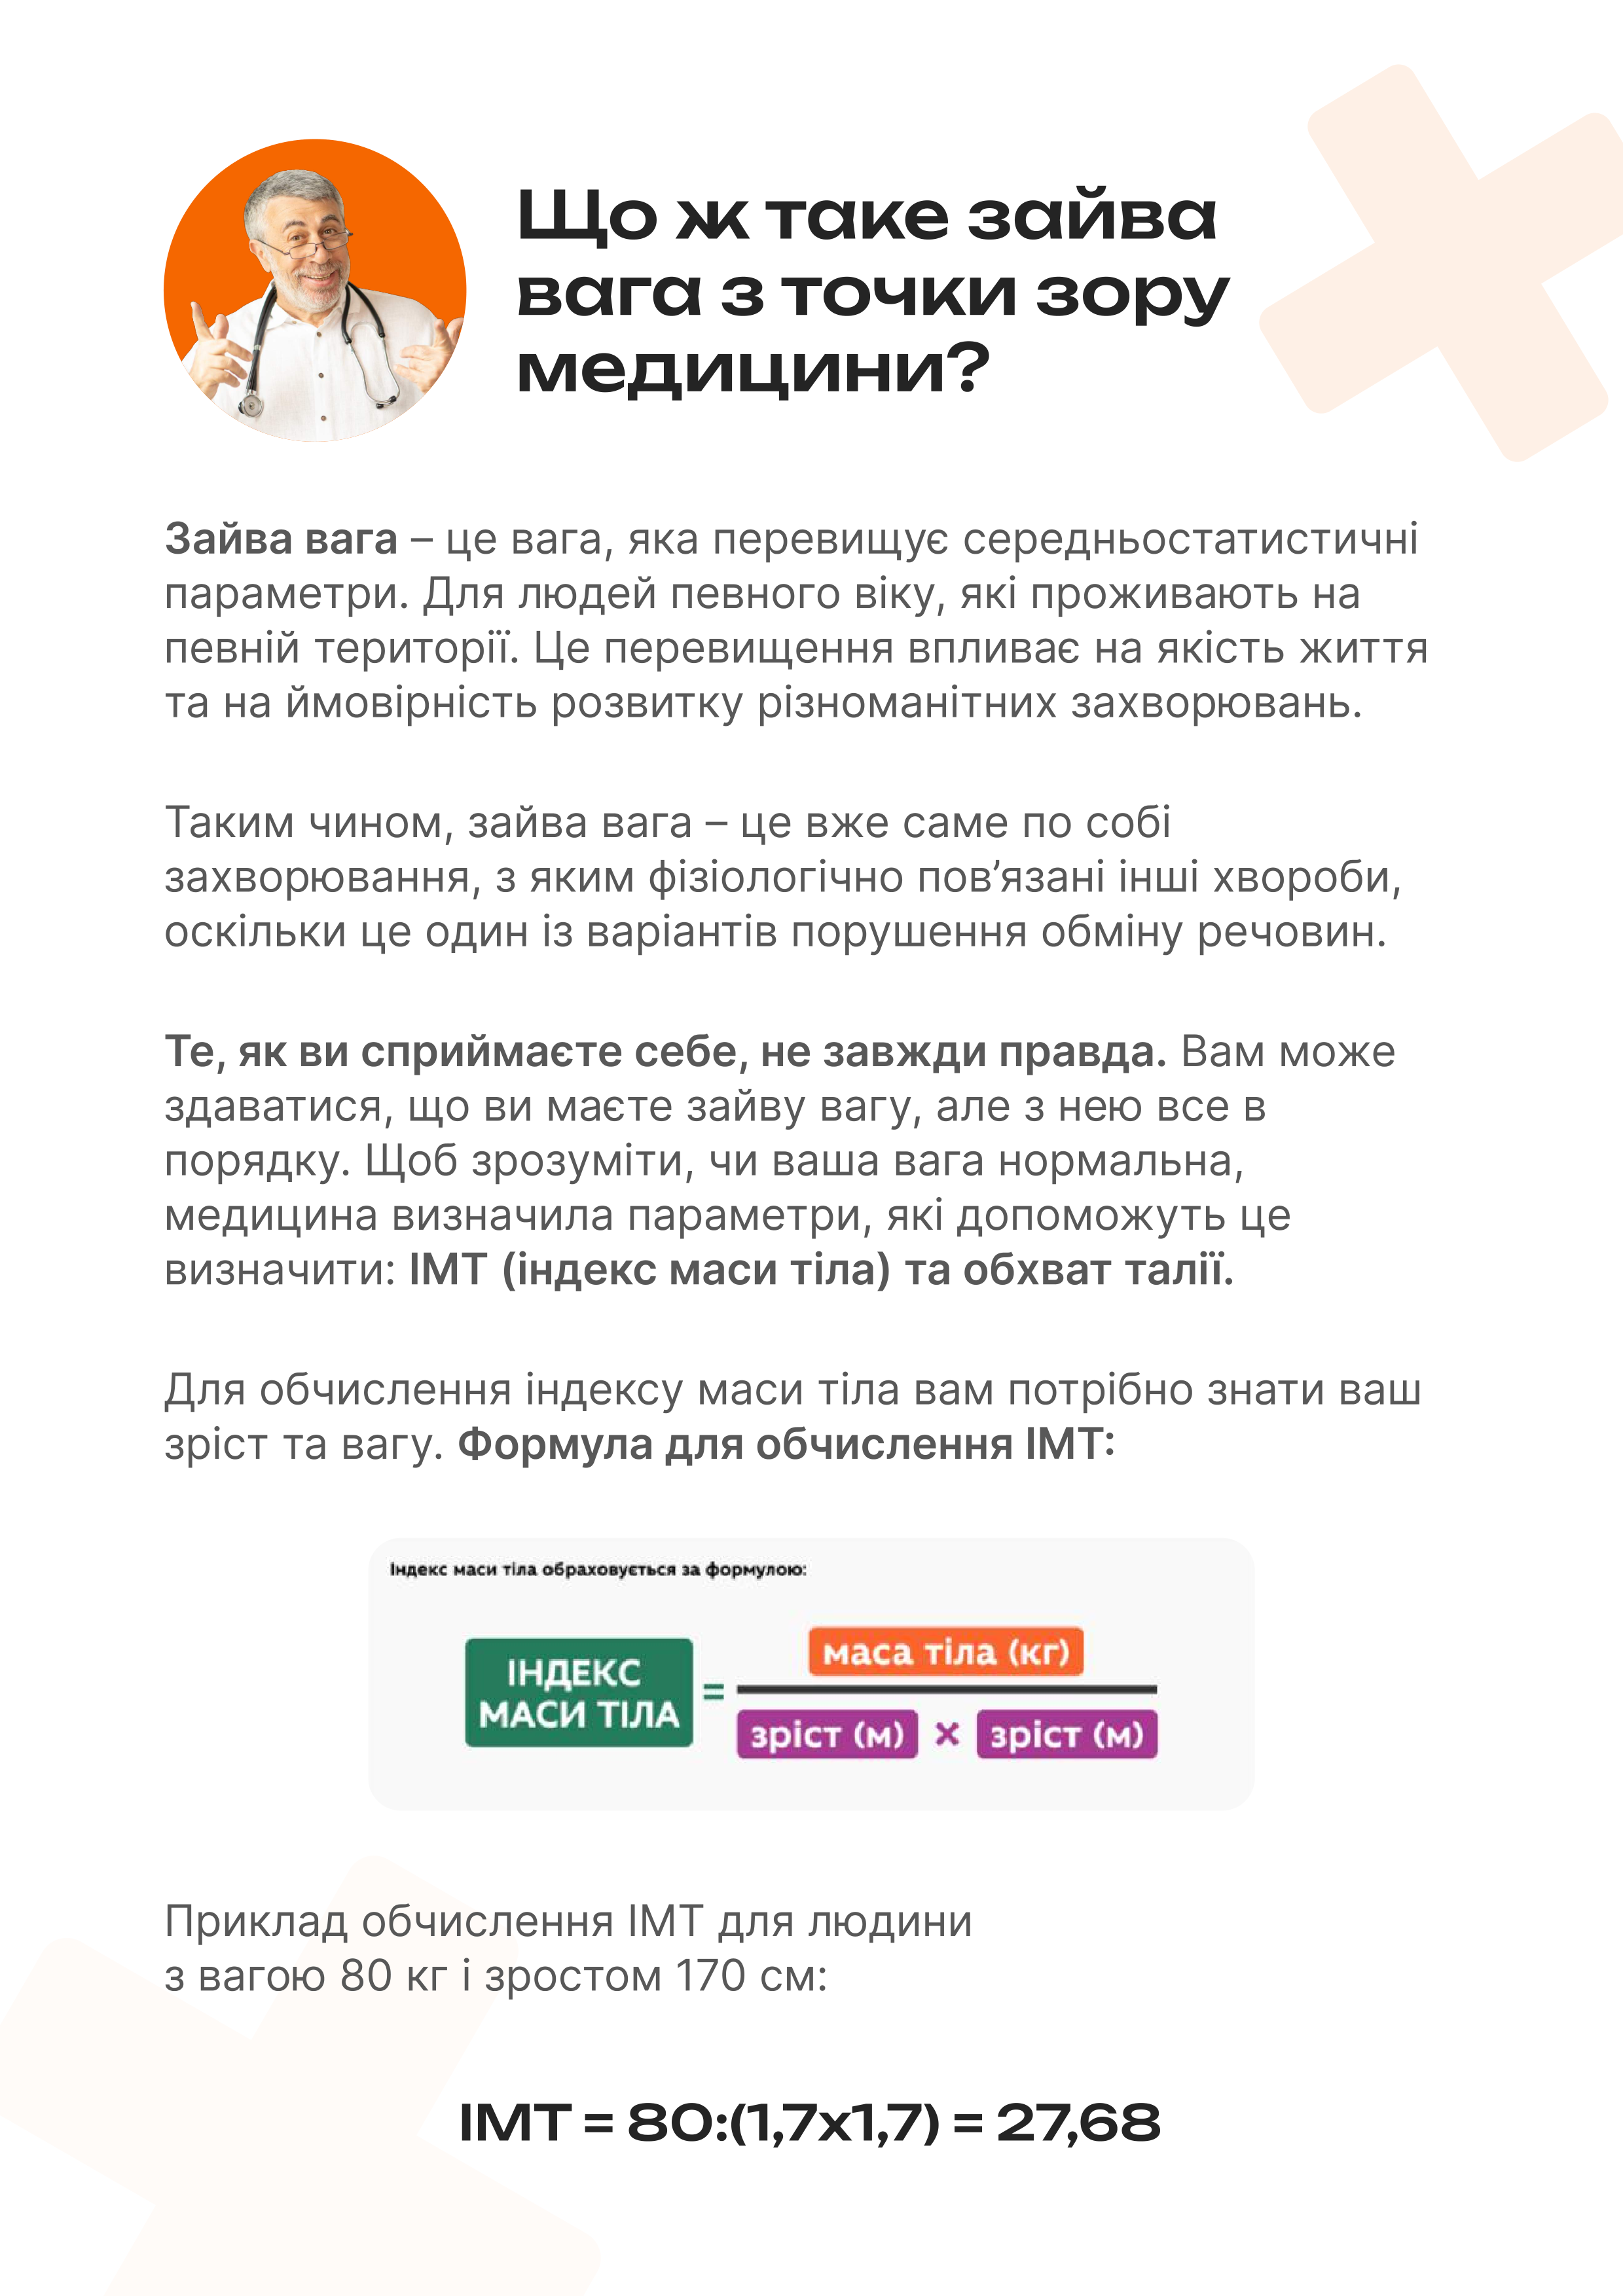 Що ж таке зайва
вага з точки зору
медицини?
Зайва вага – це вага, яка перевищує середньостатистичні
параметри. Для людей певного віку, які проживають на
певній території. Це перевищення впливає на якість життя
та на ймовірність розвитку різноманітних захворювань.
Таким чином, зайва вага – це вже саме по собі
захворювання, з яким фізіологічно пов’язані інші хвороби,
оскільки це один із варіантів порушення обміну речовин.
Те, як ви сприймаєте себе, не завжди правда. Вам може
здаватися, що ви маєте зайву вагу, але з нею все в
порядку. Щоб зрозуміти, чи ваша вага нормальна,
медицина визначила параметри, які допоможуть це
визначити: ІМТ (індекс маси тіла) та обхват талії.
Для обчислення індексу маси тіла вам потрібно знати ваш
зріст та вагу. Формула для обчислення ІМТ:
Індекс маси тіла обраховується за формулою:
ІНДЕКС
МАСИ ТІЛА
=
маса тіла (кг)
зріст (м) × зріст (м)
Приклад обчислення ІМТ для людини
з вагою 80 кг і зростом 170 см:
ІМТ = 80:(1,7х1,7) = 27,68